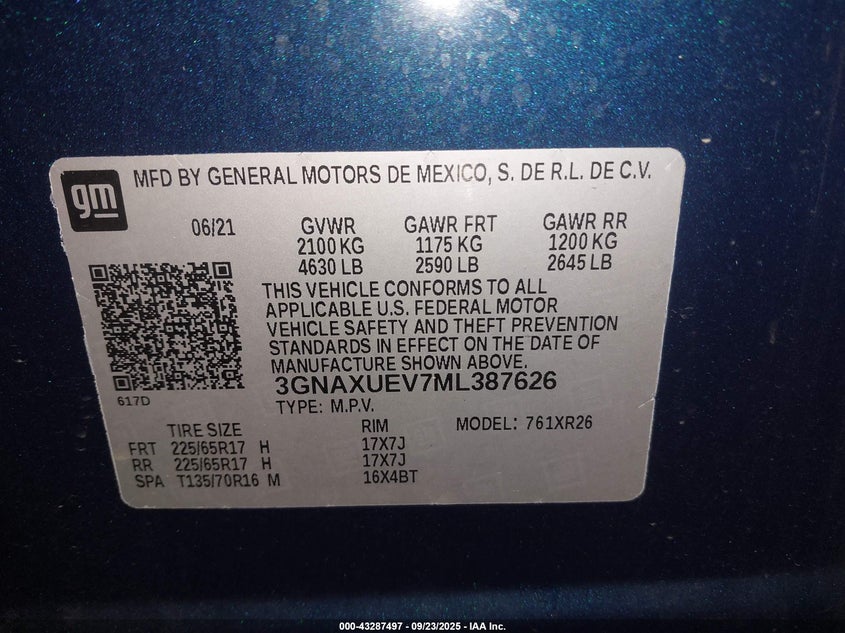 gm
MFD BY GENERAL MOTORS DE MEXICO, S. DE R.L. DE C.V.
06/21 GVWR GAWR FRT GAWR RR
2100 KG 1175 KG 1200 KG
4630 LB 2590 LB 2645 LB
THIS VEHICLE CONFORMS TO ALL
APPLICABLE U.S. FEDERAL MOTOR
VEHICLE SAFETY AND THEFT PREVENTION
STANDARDS IN EFFECT ON THE DATE OF
MANUFACTURE SHOWN ABOVE.
3GNAXUEV7ML387626
617D
TYPE: M.P.V. MODEL: 761XR26
TIRE SIZE RIM
FRT 225/65R17 H 17X7J
RR 225/65R17 H 17X7J
SPA T135/70R16 M 16X4BT
000-43287497 - 09/23/2025 - IAA Inc.